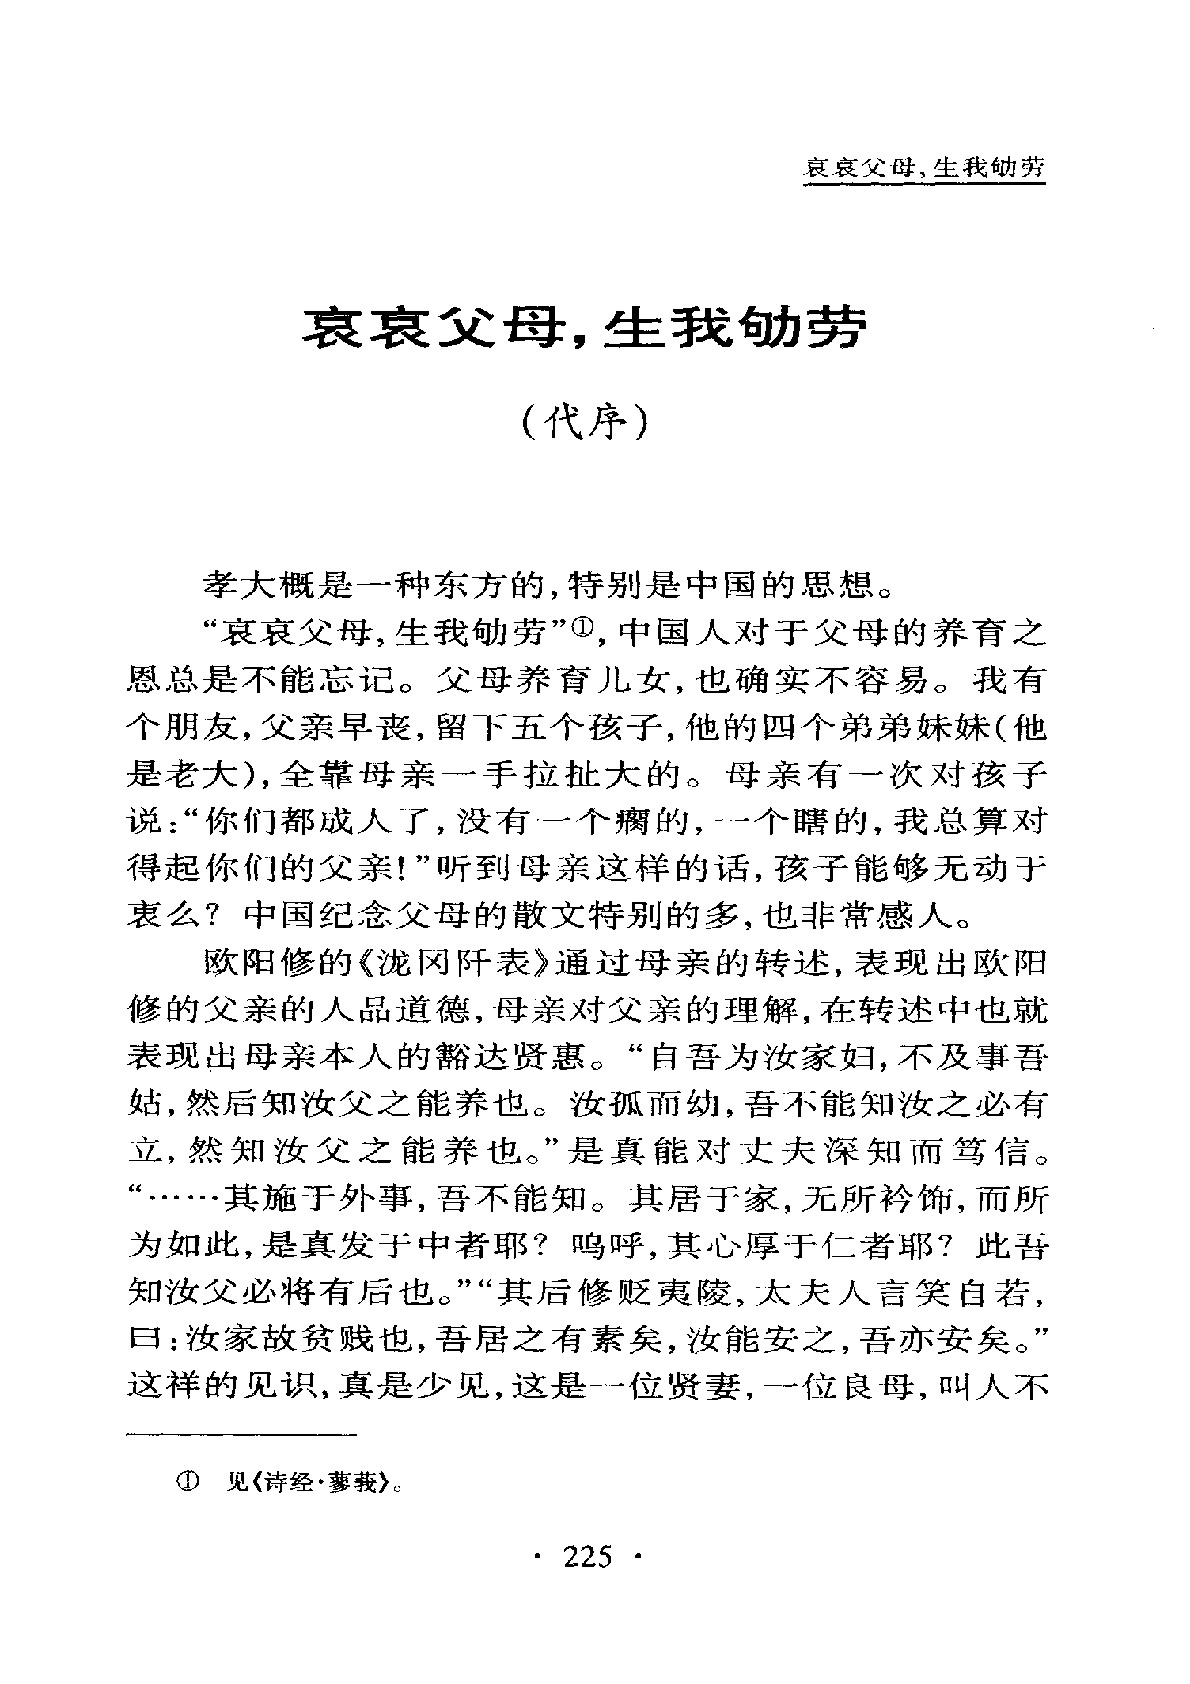 哀哀父母,生我劬劳
哀哀父母,生我劬劳
(代序)
孝大概是一种东方的,特别是中国的思想。
“哀哀父母,生我劬劳”①,中国人对于父母的养育之
恩总是不能忘记。父母养育儿女,也确实不容易。我有
个朋友,父亲早丧,留下五个孩子,他的四个弟弟妹妹(他
是老大),全靠母亲一手拉扯大的。母亲有一次对孩子
说:“你们都成人了,没有一个瘸的,一个瞎的,我总算对
得起你们的父亲!”听到母亲这样的话,孩子能够无动于
衷么? 中国纪念父母的散文特别的多,也非常感人。
欧阳修的《泷冈阡表》通过母亲的转述,表现出欧阳
修的父亲的人品道德,母亲对父亲的理解,在转述中也就
表现出母亲本人的豁达贤惠。“自吾为汝家妇,不及事吾
姑,然后知汝父之能养也。汝孤而幼,吾不能知汝之必有
立,然知汝父之能养也。”是真能对丈夫深知而笃信。
“……其施于外事,吾不能知。其居于家,无所衿饰,而所
为如此,是真发于中者耶? 呜呼,其心厚于仁者耶? 此吾
知汝父必将有后也。”“其后修贬夷陵,太夫人言笑自若,
曰:汝家故贫贱也,吾居之有素矣,汝能安之,吾亦安矣。”
这样的见识,真是少见,这是一位贤妻,一位良母,叫人不
① 见《诗经·蓼莪》。
· 225 ·